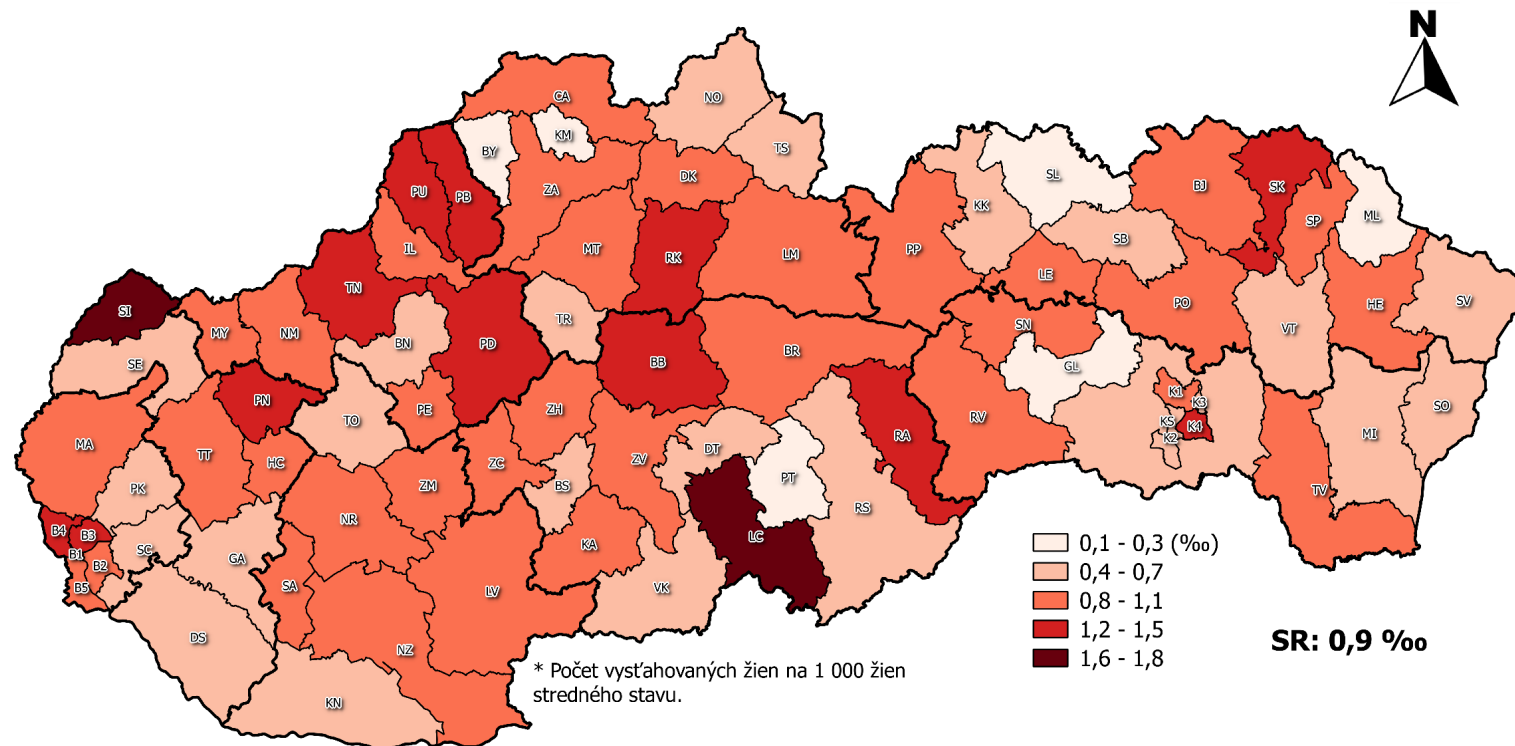 N
CA
NO
KM
BY
TS
ZA
DK
PU
PB
SL
BJ
SK
KK
SP
ML
SB
IL
MT
RK
LM
PP
LE
TN
PO
HE
SV
SI
MY
NM
TR
SN
VT
BN
PD
BR
SE
BB
GL
K1
K3
PN
TO
PE
ZH
RV
KS
K4
K2
SO
MA
TT
HC
ZC
ZV
DT
RA
MI
PK
ZM
BS
PT
TV
B4
B3
B1
SC
GA
NR
KA
LC
RS
B2
B5
SA
LV
VK
DS
NZ
KN
0,1 - 0,3 (‰)
0,4 - 0,7
0,8 - 1,1
1,2 - 1,5
1,6 - 1,8
SR: 0,9 ‰
* Počet vysťahovaných žien na 1 000 žien
stredného stavu.